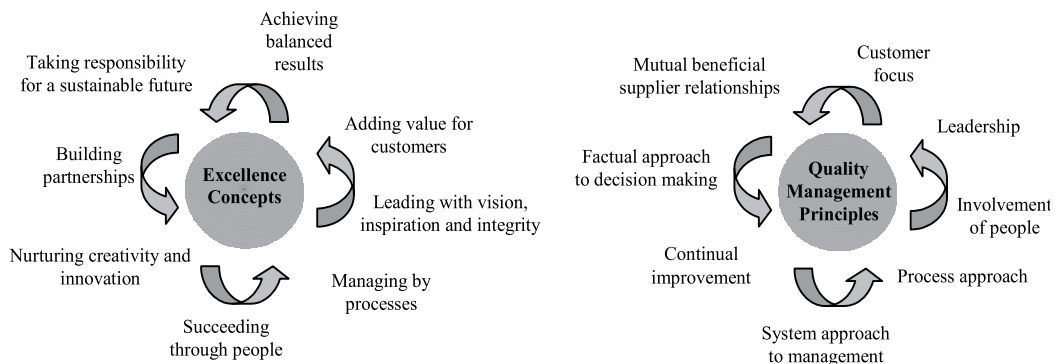 Achieving
balanced
results
Taking responsibility
for a sustainable future
Adding value for
customers
Building
partnerships
Excellence
Concepts
Leading with vision,
inspiration and integrity
Nurturing creativity and
innovation
Managing by
processes
Succeeding
through people
Customer
focus
Mutual beneficial
supplier relationships
Leadership
Factual approach
to decision making
Quality
Management
Principles
Involvement
of people
Continual
improvement
Process approach
System approach
to management